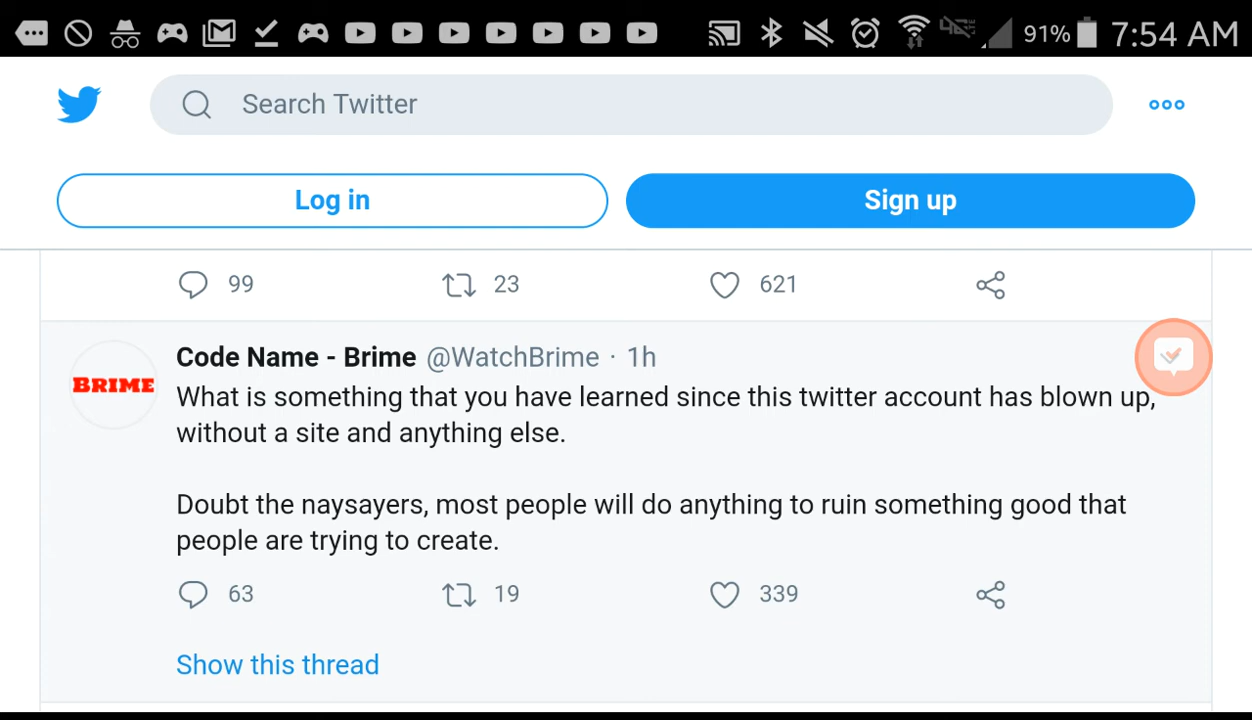 91% 7:54 AM
Search Twitter
Log in Sign up
99 23 621
BRIME
Code Name - Brime @WatchBrime · 1h
What is something that you have learned since this twitter account has blown up,
without a site and anything else.
Doubt the naysayers, most people will do anything to ruin something good that
people are trying to create.
63 19 339
Show this thread